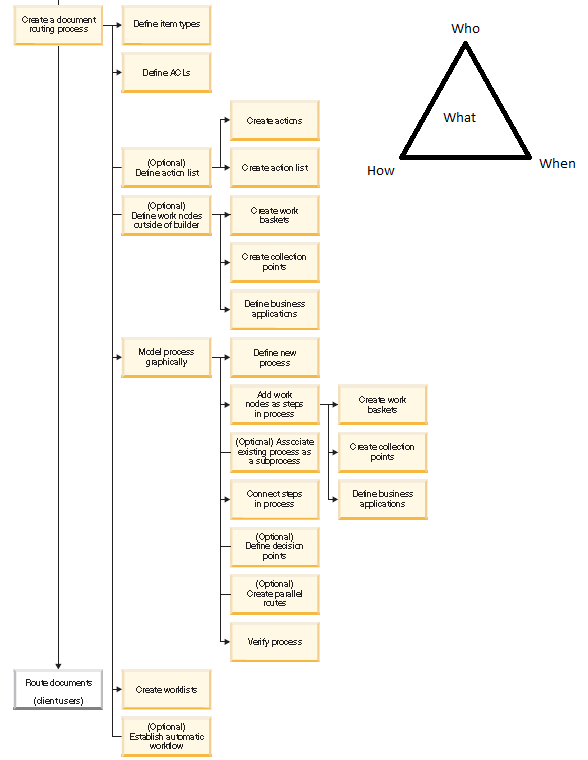 Create a document
routing process
Define item types
Define ACLs
Create actions
(Optional)
Define action list
Create action list
(Optional)
Define work nodes
outside of builder
Create work
baskets
Create collection
points
Define business
applications
Model process
graphically
Define new
process
Add work
nodes as steps
in process
Create work
baskets
Create collection
points
Define business
applications
(Optional) Associate
existing process as
a subprocess
Connect steps
in process
(Optional)
Define decision
points
(Optional)
Create parallel
routes
Verify process
Route documents
(client users)
Create worklists
(Optional)
Establish automatic
workflow
Who
What
How
When